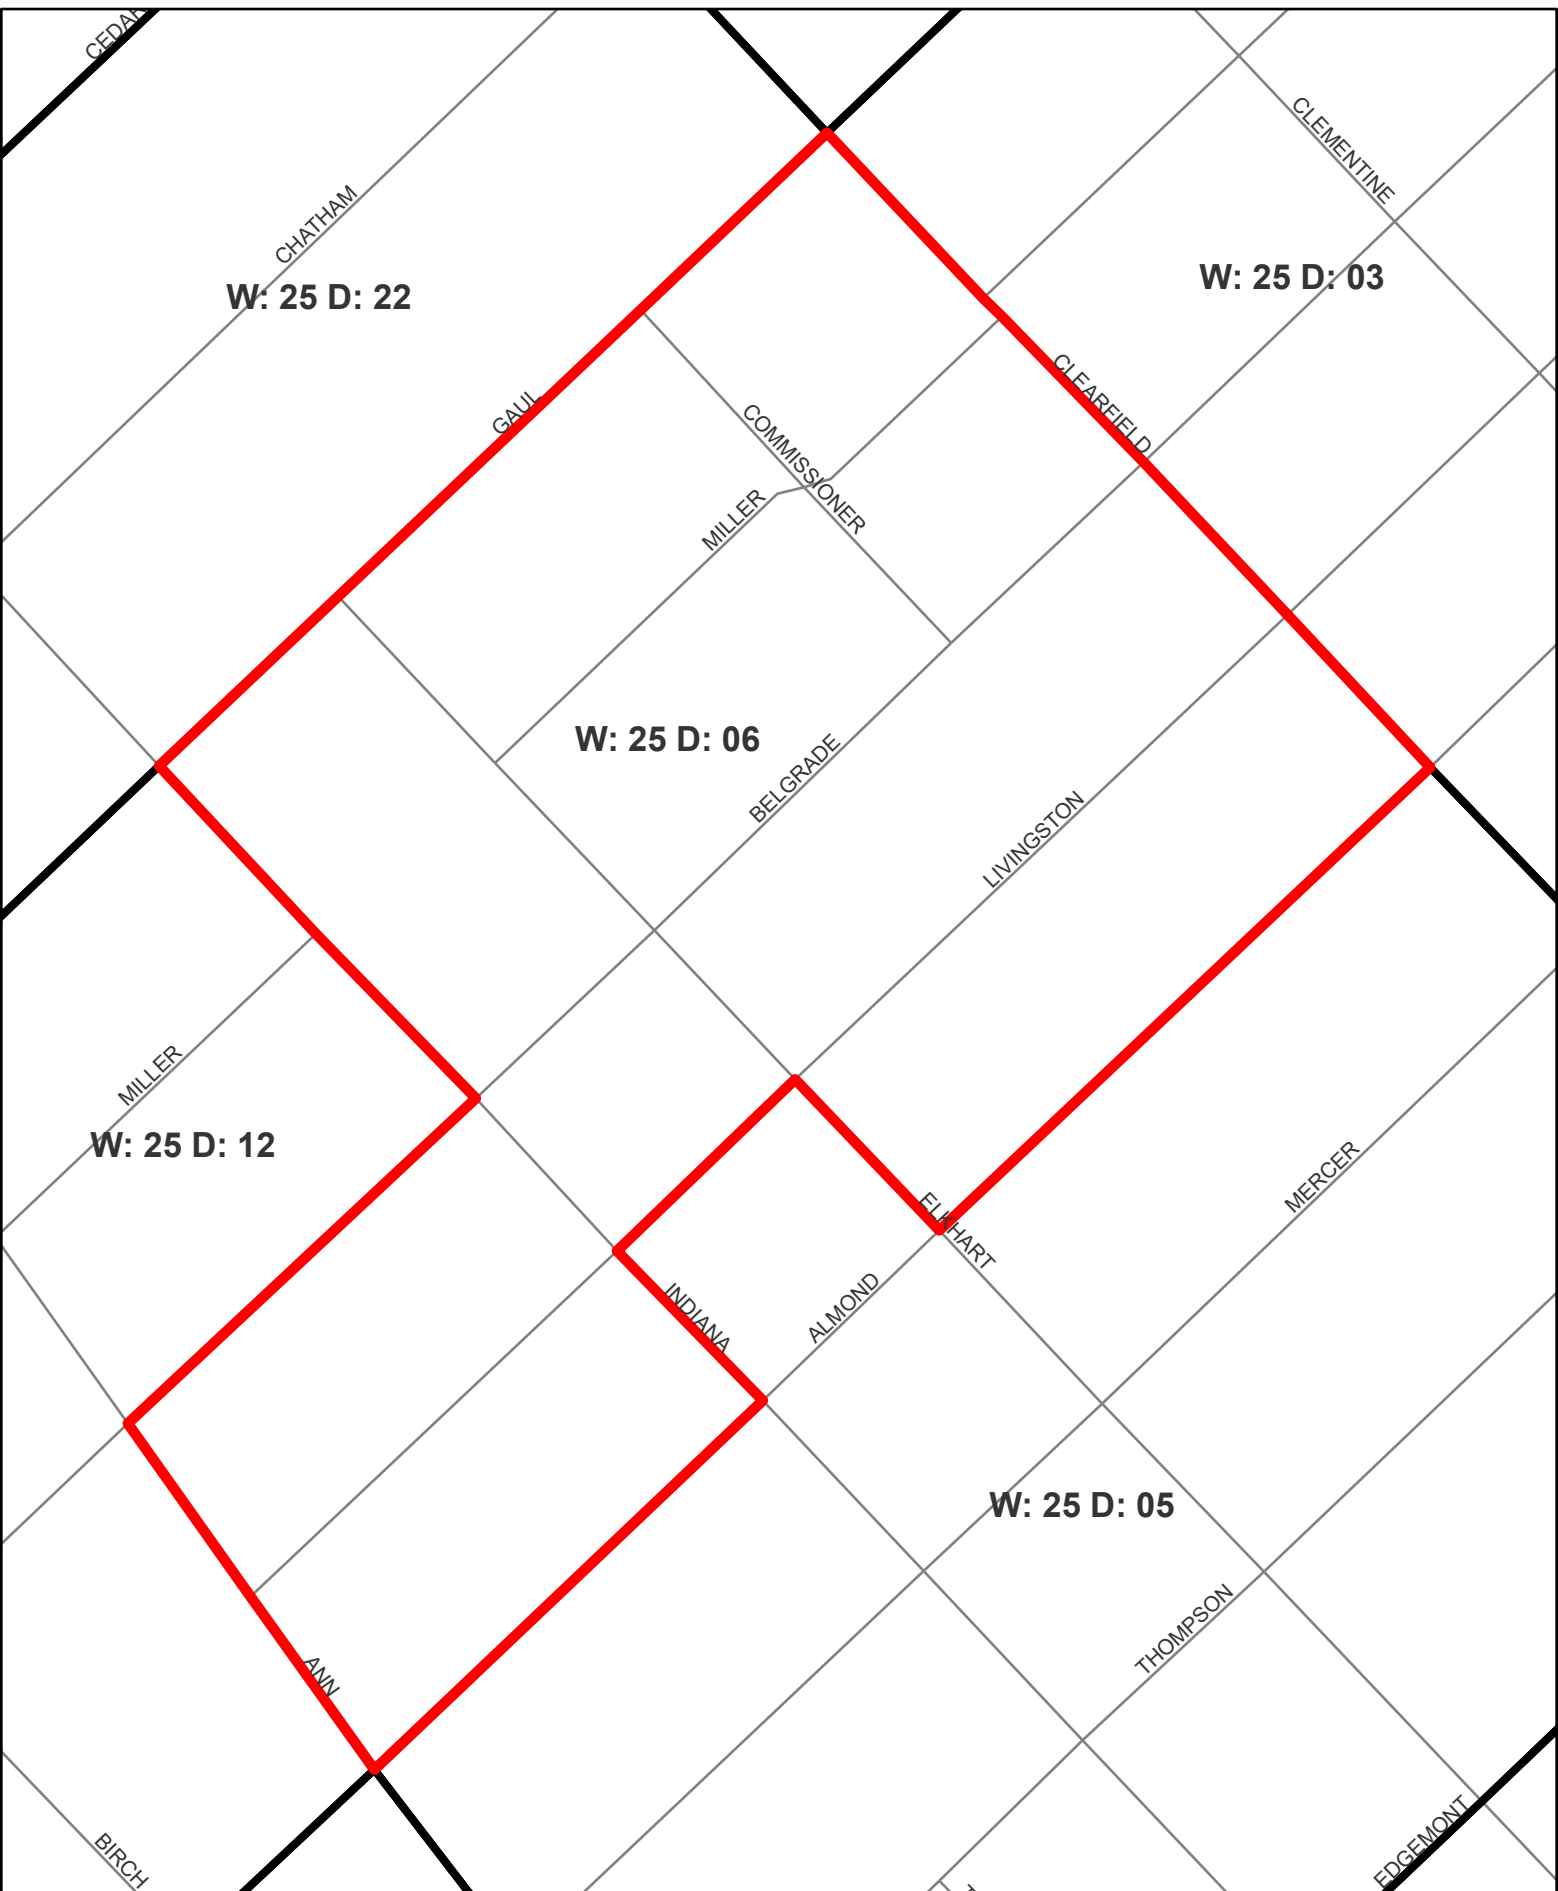 CEDAR
CLEMENTINE
CHATHAM
W: 25 D: 22
W: 25 D: 03
GAUL
CLEARFIELD
COMMISSIONER
MILLER
W: 25 D: 06
BELGRADE
LIVINGSTON
MILLER
W: 25 D: 12
MERCER
ELKHART
INDIANA
ALMOND
W: 25 D: 05
THOMPSON
ANN
BIRCH
EDGEMONT